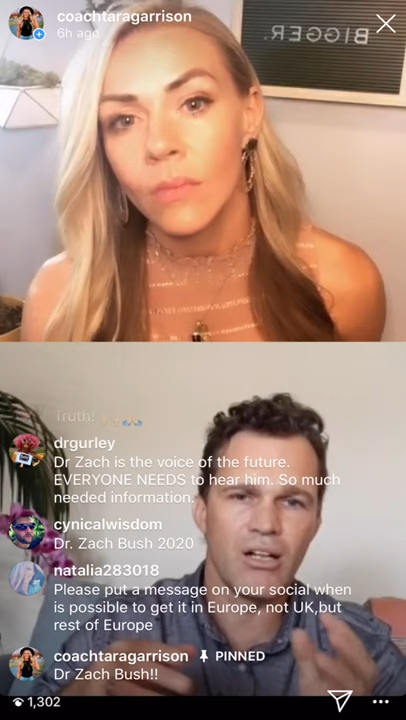 coachtaragarrison
6h ago
BIGGER.
Truth!
drgurley
Dr Zach is the voice of the future.
EVERYONE NEEDS to hear him. So much
needed information.
cynicalwisdom
Dr. Zach Bush 2020
natalia283018
Please put a message on your social when
is possible to get it in Europe, not UK,but
rest of Europe
coachtaragarrison PINNED
Dr Zach Bush!!
1,302